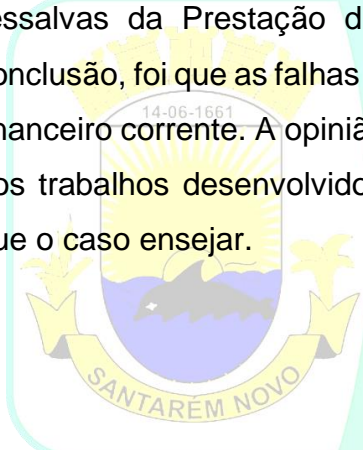 essalvas da Prestação d
onclusão, foi que as falhas
14-06-1661
nanceiro corrente. A opiniã
os trabalhos desenvolvido
ue o caso ensejar.
SANTARÉM NOVO